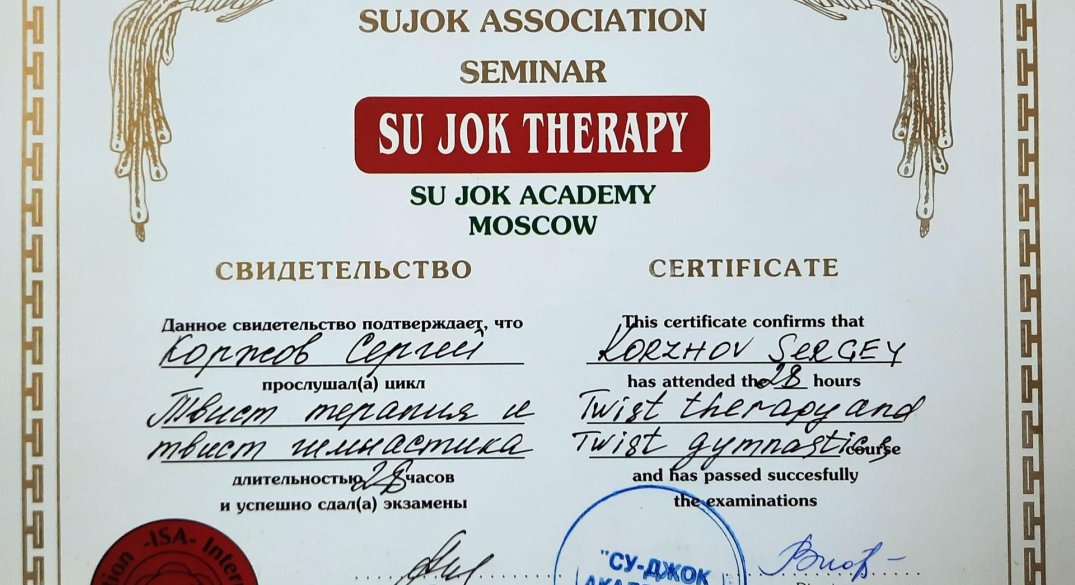 SUJOK ASSOCIATION
SEMINAR
SU JOK THERAPY
SU JOK ACADEMY
MOSCOW
СВИДЕТЕЛЬСТВО
Данное свидетельство подтверждает, что
Коржов Сергей
прослушал(а) цикл
Твист терапия и
твист гимнастика
длительностью 28 часов
и успешно сдал(а) экзамены
CERTIFICATE
This certificate confirms that
KORZHOV SERGEY
has attended the 28 hours
Twist therapy and
Twist gymnastics course
and has passed succesfully
the examinations
-ISA-
"СУ-ДЖОК